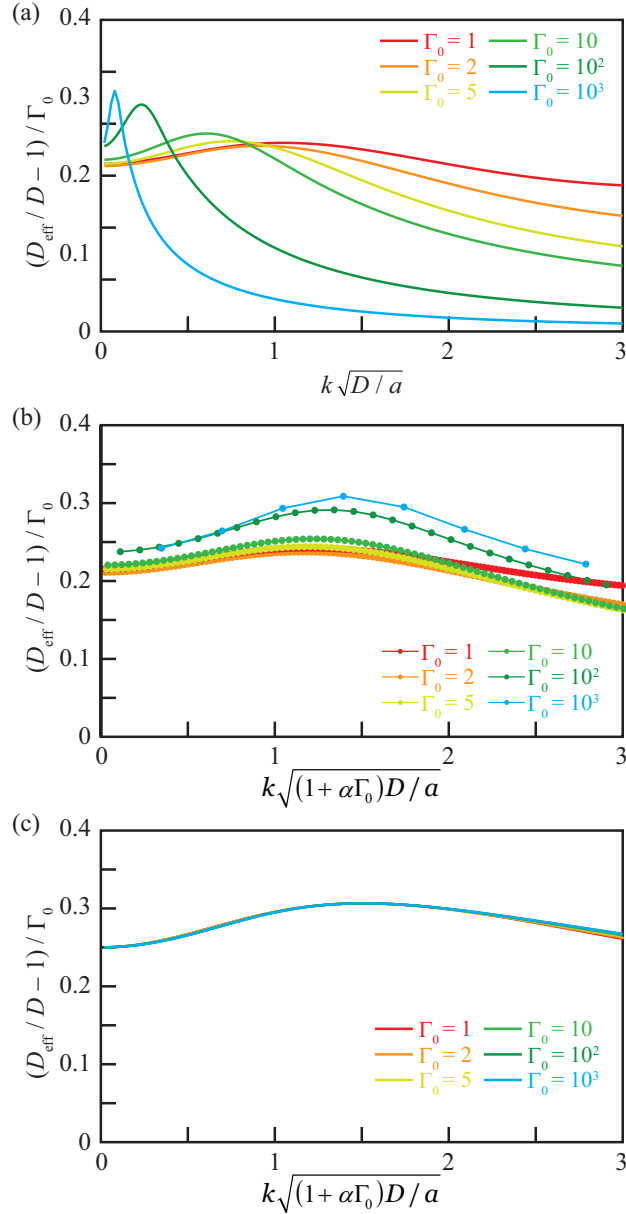 (a)
0.4
Γ₀ = 1 Γ₀ = 10
Γ₀ = 2 Γ₀ = 10²
Γ₀ = 5 Γ₀ = 10³
0.3
0.2
0.1
0
(D_eff / D − 1) / Γ₀
0 1 2 3
k√D / a
(b)
0.4
0.3
0.2
0.1
0
(D_eff / D − 1) / Γ₀
Γ₀ = 1 Γ₀ = 10
Γ₀ = 2 Γ₀ = 10²
Γ₀ = 5 Γ₀ = 10³
0 1 2 3
k√(1 + αΓ₀)D / a
(c)
0.4
0.3
0.2
0.1
0
(D_eff / D − 1) / Γ₀
Γ₀ = 1 Γ₀ = 10
Γ₀ = 2 Γ₀ = 10²
Γ₀ = 5 Γ₀ = 10³
0 1 2 3
k√(1 + αΓ₀)D / a